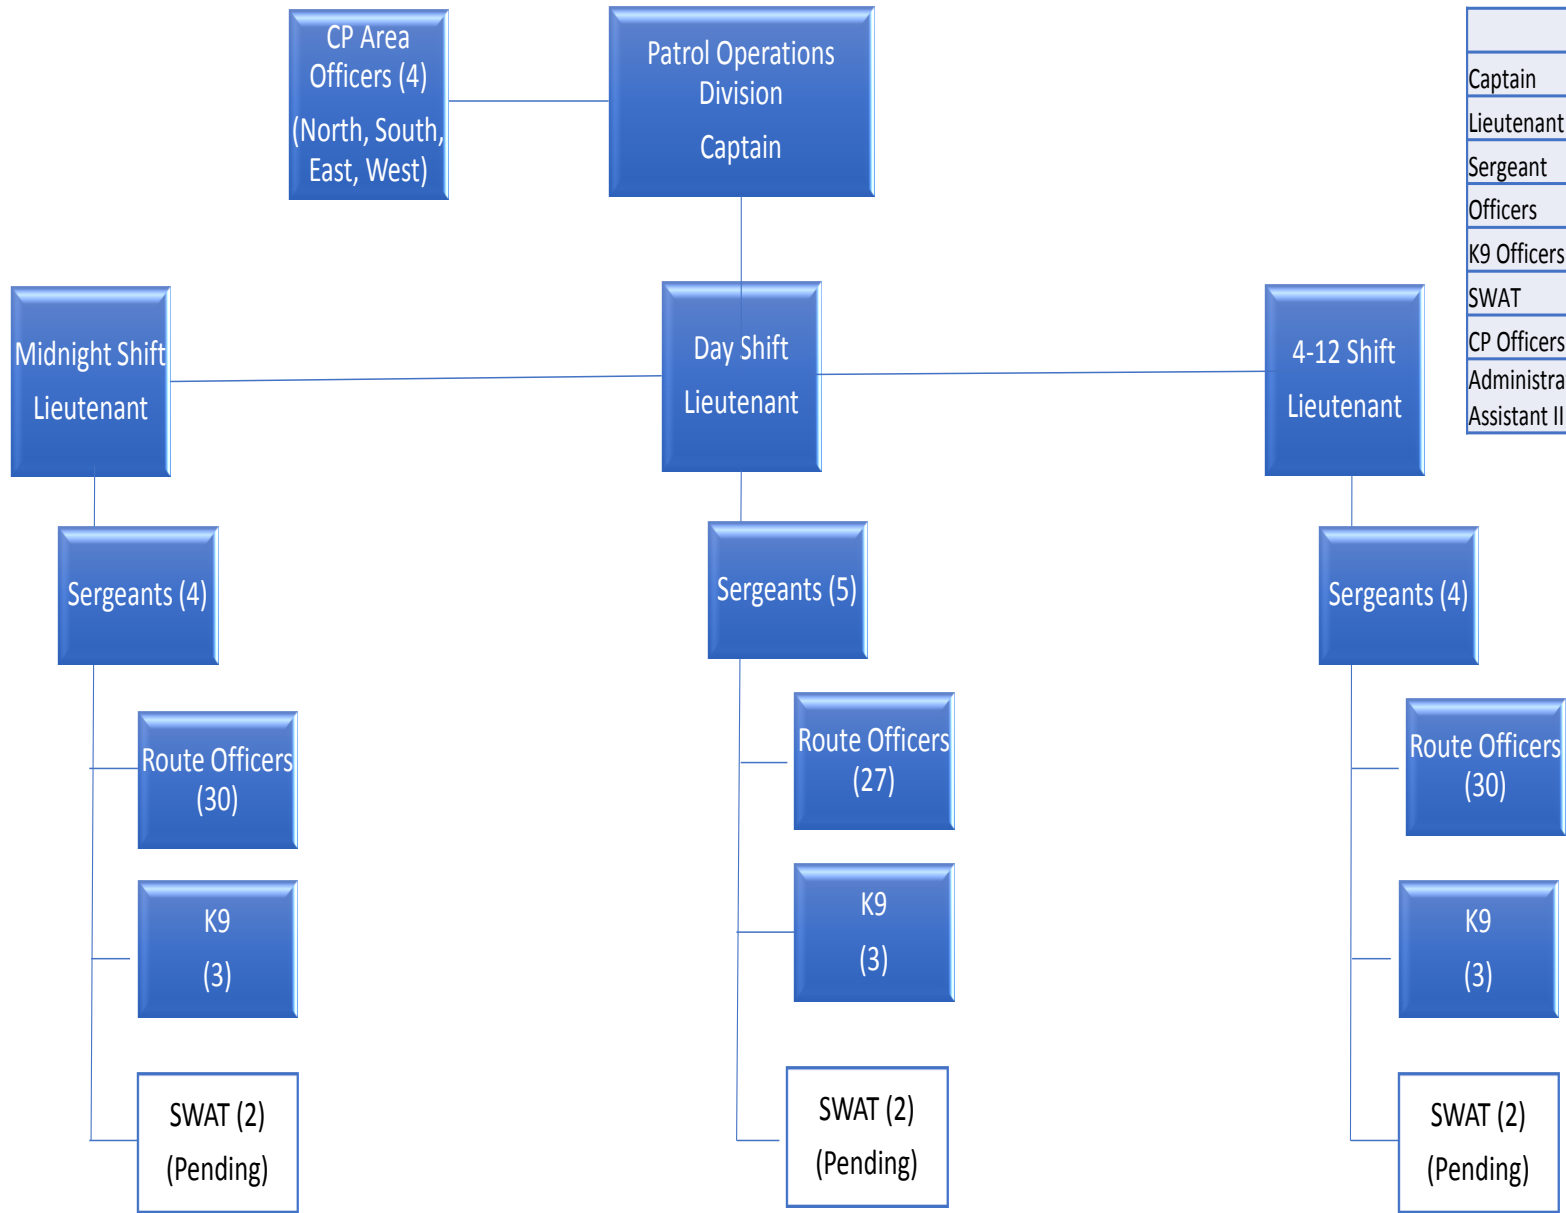 CP Area
Officers (4)
(North, South,
East, West)
Patrol Operations
Division
Captain
Captain
Lieutenant
Sergeant
Officers
K9 Officers
SWAT
CP Officers
Administra
Assistant II
Midnight Shift
Lieutenant
Day Shift
Lieutenant
4-12 Shift
Lieutenant
Sergeants (4)
Sergeants (5)
Sergeants (4)
Route Officers
(30)
Route Officers
(27)
Route Officers
(30)
K9
(3)
K9
(3)
K9
(3)
SWAT (2)
(Pending)
SWAT (2)
(Pending)
SWAT (2)
(Pending)